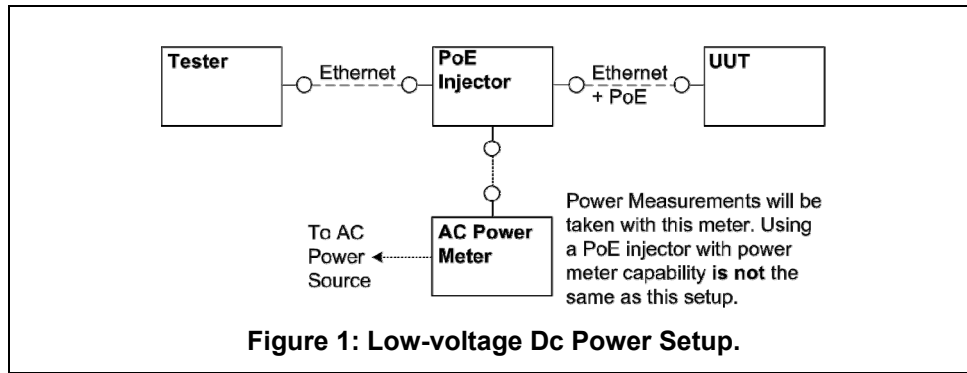 Tester
Ethernet
PoE
Injector
Ethernet
+ PoE
UUT
To AC
Power
Source
AC Power
Meter
Power Measurements will be
taken with this meter. Using
a PoE injector with power
meter capability is not the
same as this setup.
Figure 1: Low-voltage Dc Power Setup.